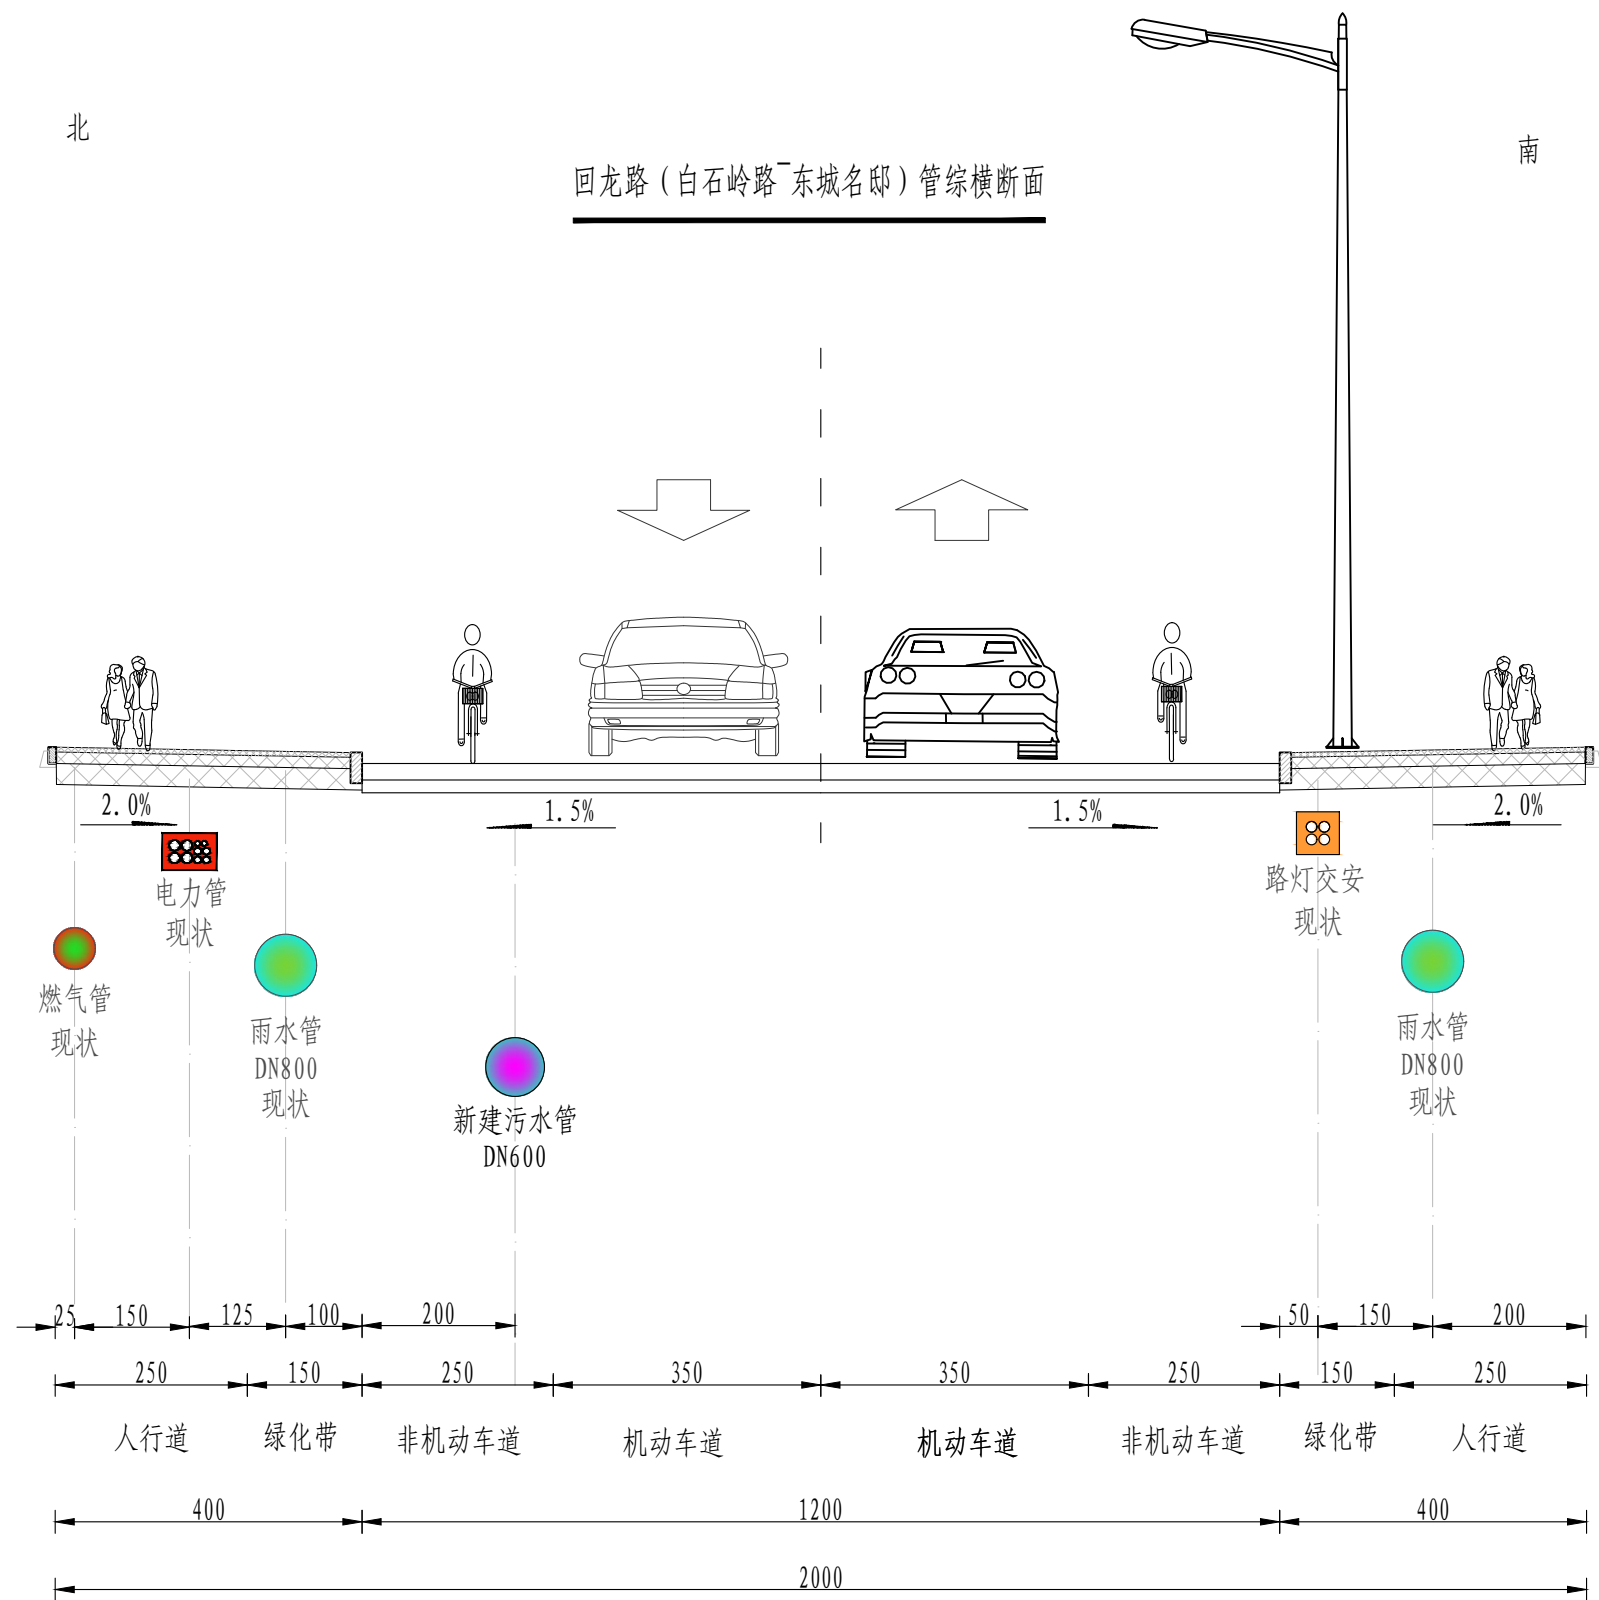 北
南
回龙路（白石岭路-东城名邸）管综横断面
2.0%
1.5%
1.5%
2.0%
电力管
现状
路灯交安
现状
燃气管
现状
雨水管
DN800
现状
雨水管
DN800
现状
新建污水管
DN600
25 150 125 100 200 50 150 200
250 150 250 350 350 250 150 250
人行道 绿化带 非机动车道 机动车道 机动车道 非机动车道 绿化带 人行道
400 1200 400
2000